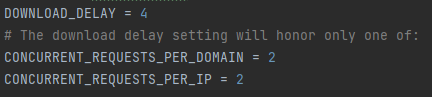 DOWNLOAD_DELAY = 4
# The download delay setting will honor only one of:
CONCURRENT_REQUESTS_PER_DOMAIN = 2
CONCURRENT_REQUESTS_PER_IP = 2